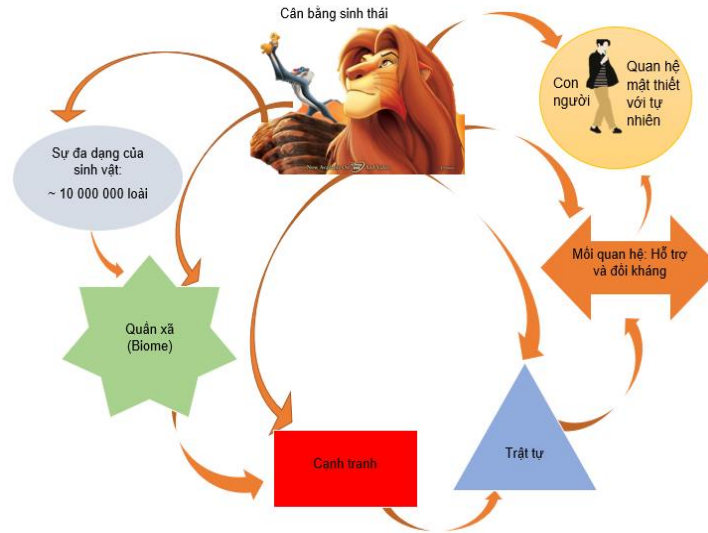 Cân bằng sinh thái
Con
người
Quan hệ
mật thiết
với tự
nhiên
Sự đa dạng của
sinh vật:
~ 10 000 000 loài
Mối quan hệ: Hỗ trợ
và đối kháng
Quần xã
(Biome)
Cạnh tranh
Trật tự